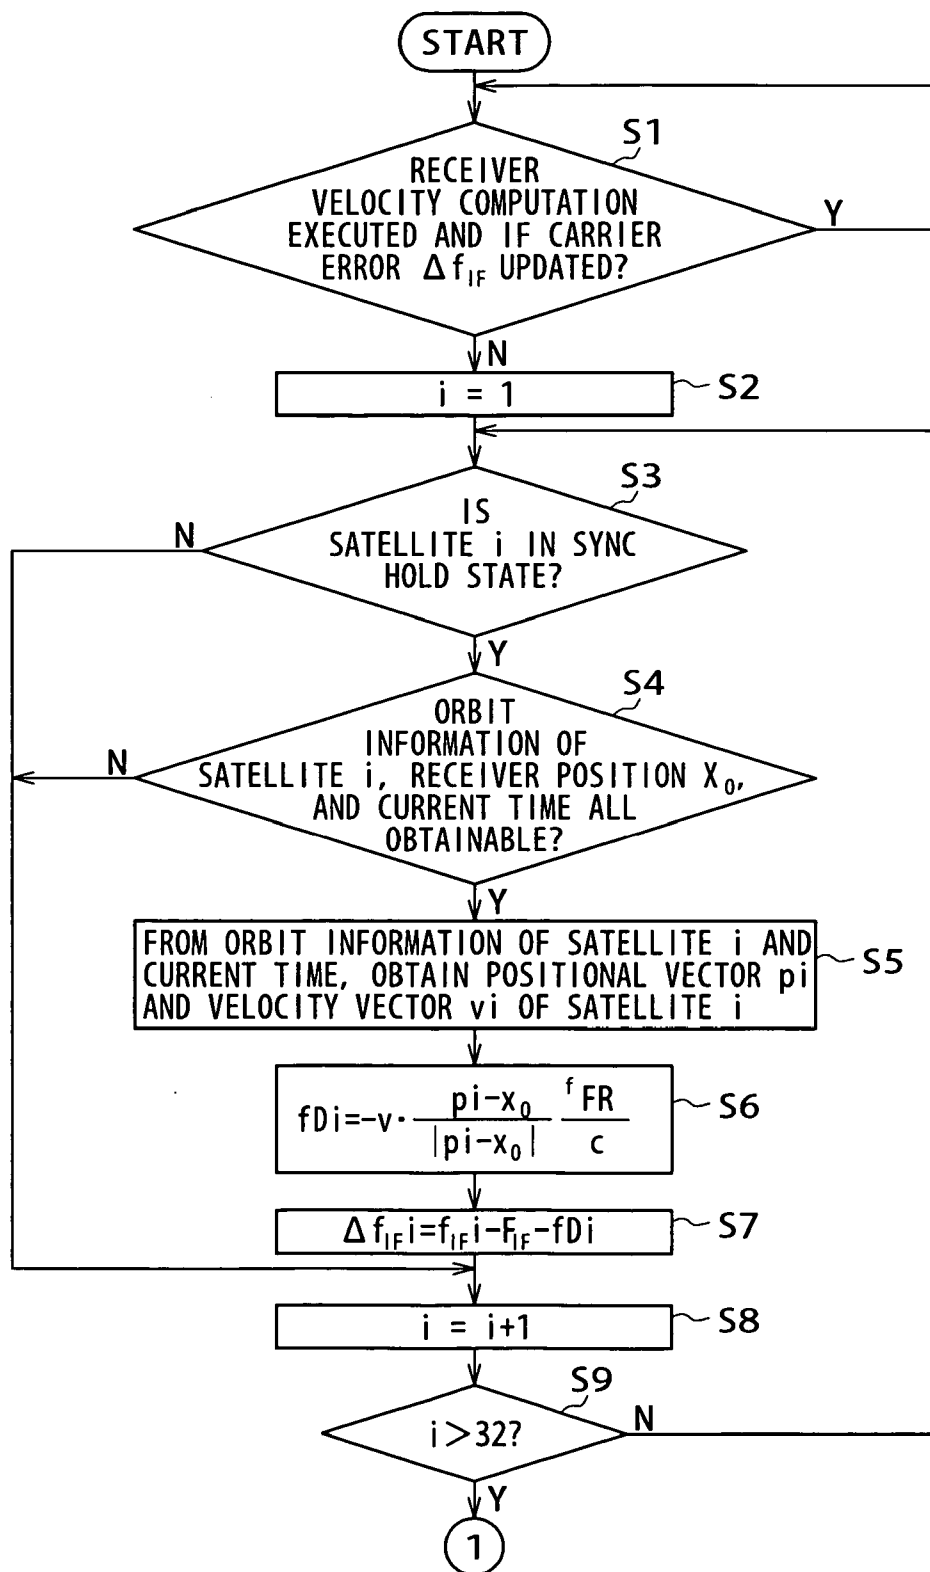 START
S1
RECEIVER
VELOCITY COMPUTATION
EXECUTED AND IF CARRIER
ERROR Δf_IF UPDATED?
Y
N
i = 1
S2
S3
IS
SATELLITE i IN SYNC
HOLD STATE?
N
Y
S4
ORBIT
INFORMATION OF
SATELLITE i, RECEIVER POSITION X_0,
AND CURRENT TIME ALL
OBTAINABLE?
N
Y
FROM ORBIT INFORMATION OF SATELLITE i AND
CURRENT TIME, OBTAIN POSITIONAL VECTOR pi
AND VELOCITY VECTOR vi OF SATELLITE i
S5
fDi=-v·(pi-x_0)/|pi-x_0| ^fFR/c
S6
Δf_IFi=f_IFi-F_IF-fDi
S7
i = i+1
S8
S9
i>32?
N
Y
1